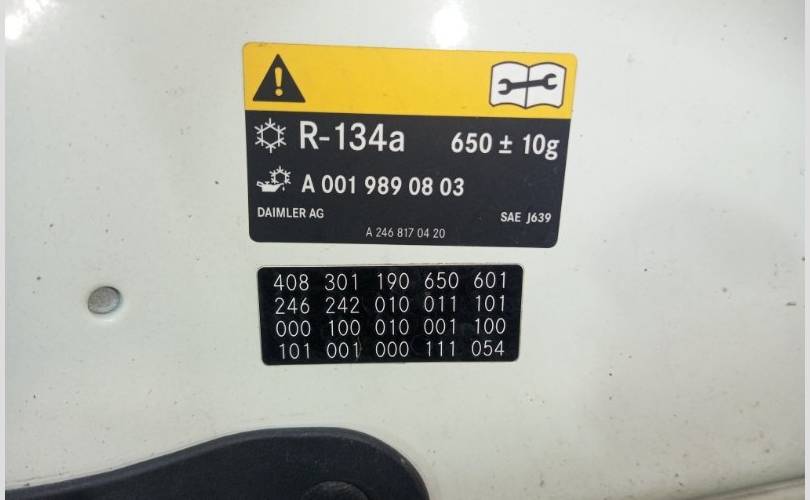 R-134a 650 ± 10g
A 001 989 08 03
DAIMLER AG SAE J639
A 246 817 04 20
408 301 190 650 601
246 242 010 011 101
000 100 010 001 100
101 001 000 111 054